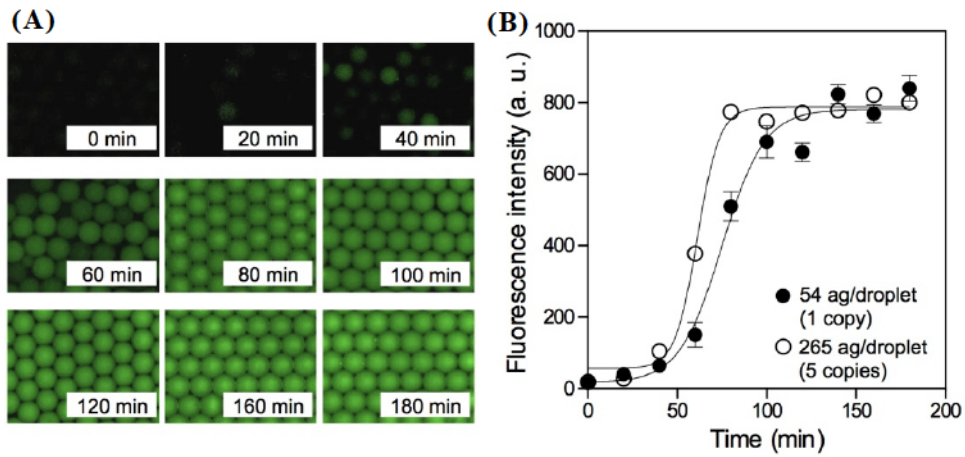 (A)
0 min
20 min
40 min
60 min
80 min
100 min
120 min
160 min
180 min
(B)
Fluorescence intensity (a. u.)
1000
800
600
400
200
0
0
50
100
150
200
Time (min)
54 ag/droplet
(1 copy)
265 ag/droplet
(5 copies)